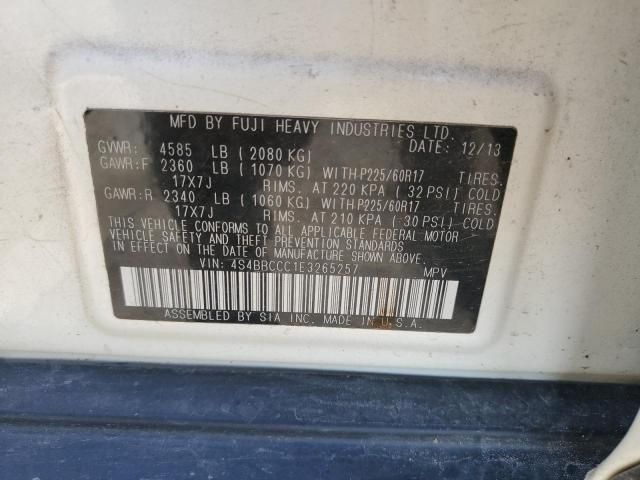 MFD BY FUJI HEAVY INDUSTRIES LTD.
GVWR: 4585 LB ( 2080 KG) DATE: 12/13
GAWR:F 2360 LB ( 1070 KG) WITH P225/60R17 TIRES.
17X7J RIMS. AT 220 KPA ( 32 PSI) COLD
GAWR:R 2340 LB ( 1060 KG) WITH P225/60R17 TIRES.
17X7J RIMS. AT 210 KPA ( 30 PSI) COLD
THIS VEHICLE CONFORMS TO ALL APPLICABLE FEDERAL MOTOR
VEHICLE SAFETY AND THEFT PREVENTION STANDARDS
IN EFFECT ON THE DATE OF MANUFACTURE SHOWN ABOVE.
VIN: 4S4BRCCC1E3265257 MPV
ASSEMBLED BY SIA INC. MADE IN U.S.A.